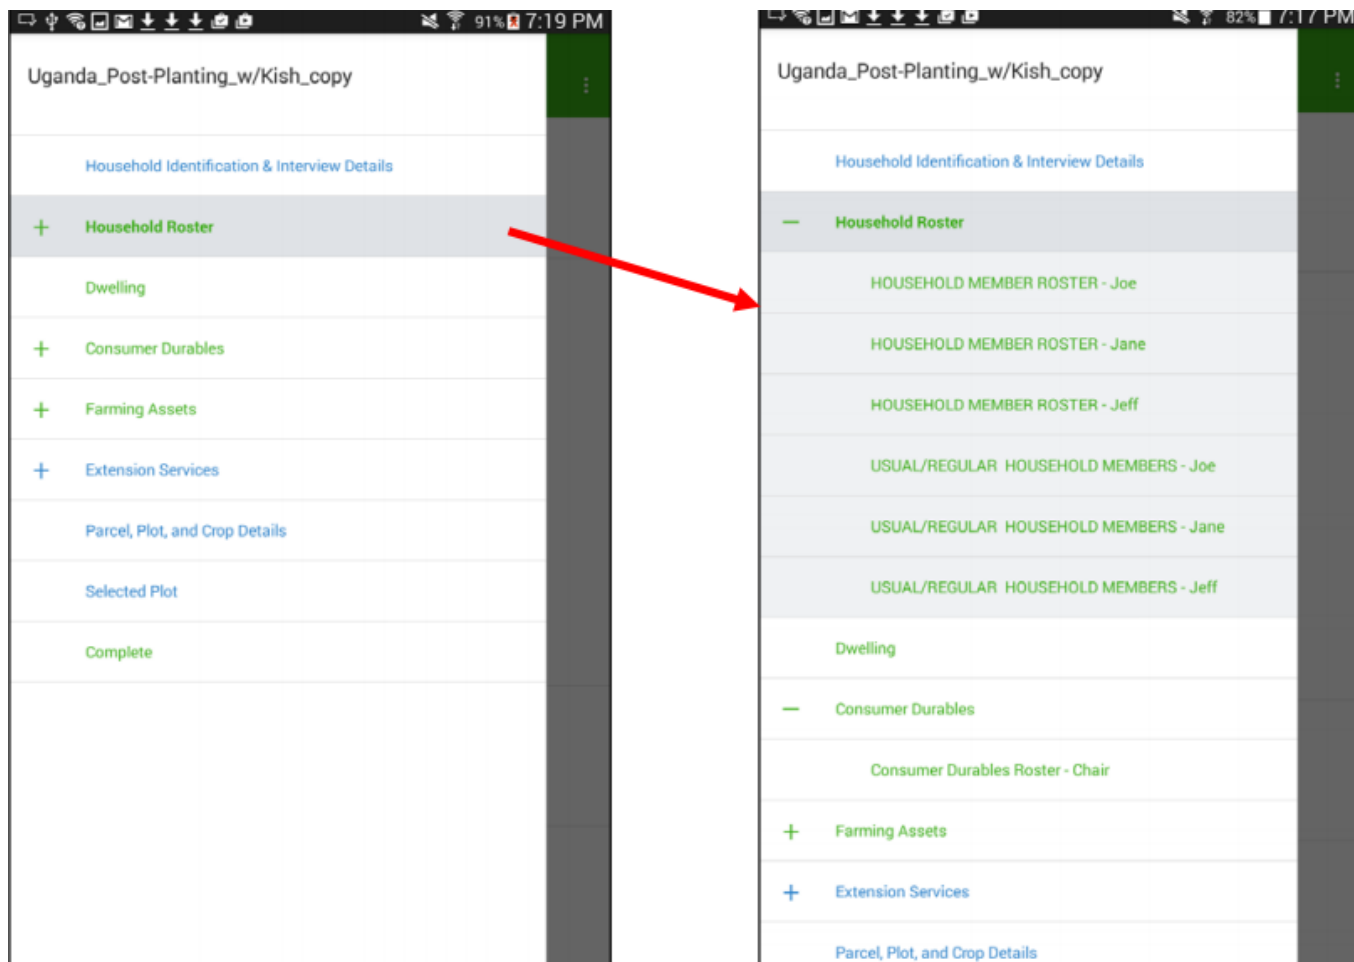 91% 7:19 PM
Uganda_Post-Planting_w/Kish_copy
Household Identification & Interview Details
+ Household Roster
Dwelling
+ Consumer Durables
+ Farming Assets
+ Extension Services
Parcel, Plot, and Crop Details
Selected Plot
Complete
82% 7:17 PM
Uganda_Post-Planting_w/Kish_copy
Household Identification & Interview Details
− Household Roster
HOUSEHOLD MEMBER ROSTER - Joe
HOUSEHOLD MEMBER ROSTER - Jane
HOUSEHOLD MEMBER ROSTER - Jeff
USUAL/REGULAR HOUSEHOLD MEMBERS - Joe
USUAL/REGULAR HOUSEHOLD MEMBERS - Jane
USUAL/REGULAR HOUSEHOLD MEMBERS - Jeff
Dwelling
− Consumer Durables
Consumer Durables Roster - Chair
+ Farming Assets
+ Extension Services
Parcel, Plot, and Crop Details